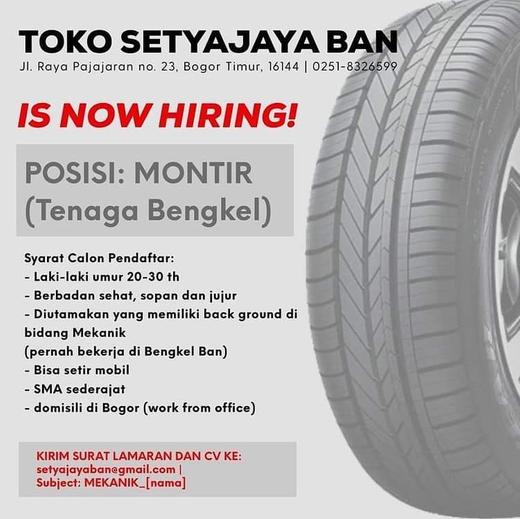 TOKO SETYAJAYA BAN
Jl. Raya Pajajaran no. 23, Bogor Timur, 16144 | 0251-8326599
IS NOW HIRING!
POSISI: MONTIR
(Tenaga Bengkel)
Syarat Calon Pendaftar:
- Laki-laki umur 20-30 th
- Berbadan sehat, sopan dan jujur
- Diutamakan yang memiliki back ground di
bidang Mekanik
(pernah bekerja di Bengkel Ban)
- Bisa setir mobil
- SMA sederajat
- domisili di Bogor (work from office)
KIRIM SURAT LAMARAN DAN CV KE:
setyajayaban@gmail.com |
Subject: MEKANIK_[nama]